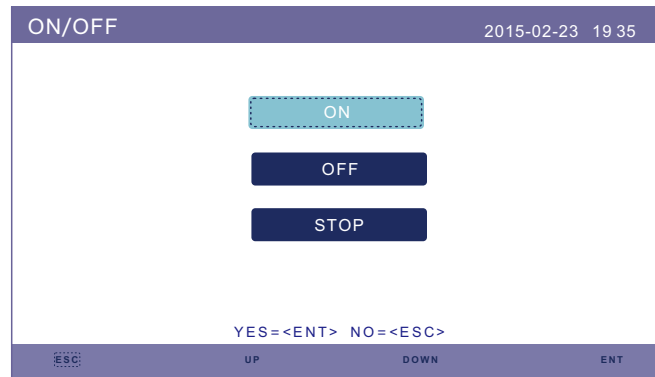 ON/OFF 2015-02-23 19 35
ON
OFF
STOP
YES=<ENT> NO=<ESC>
ESC UP DOWN ENT